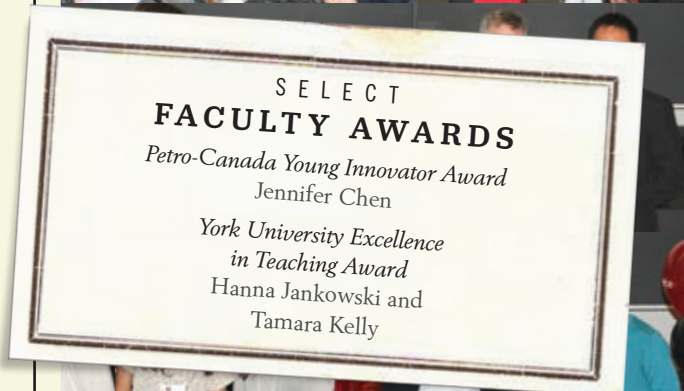 SELECT
FACULTY AWARDS
Petro-Canada Young Innovator Award
Jennifer Chen
York University Excellence
in Teaching Award
Hanna Jankowski and
Tamara Kelly